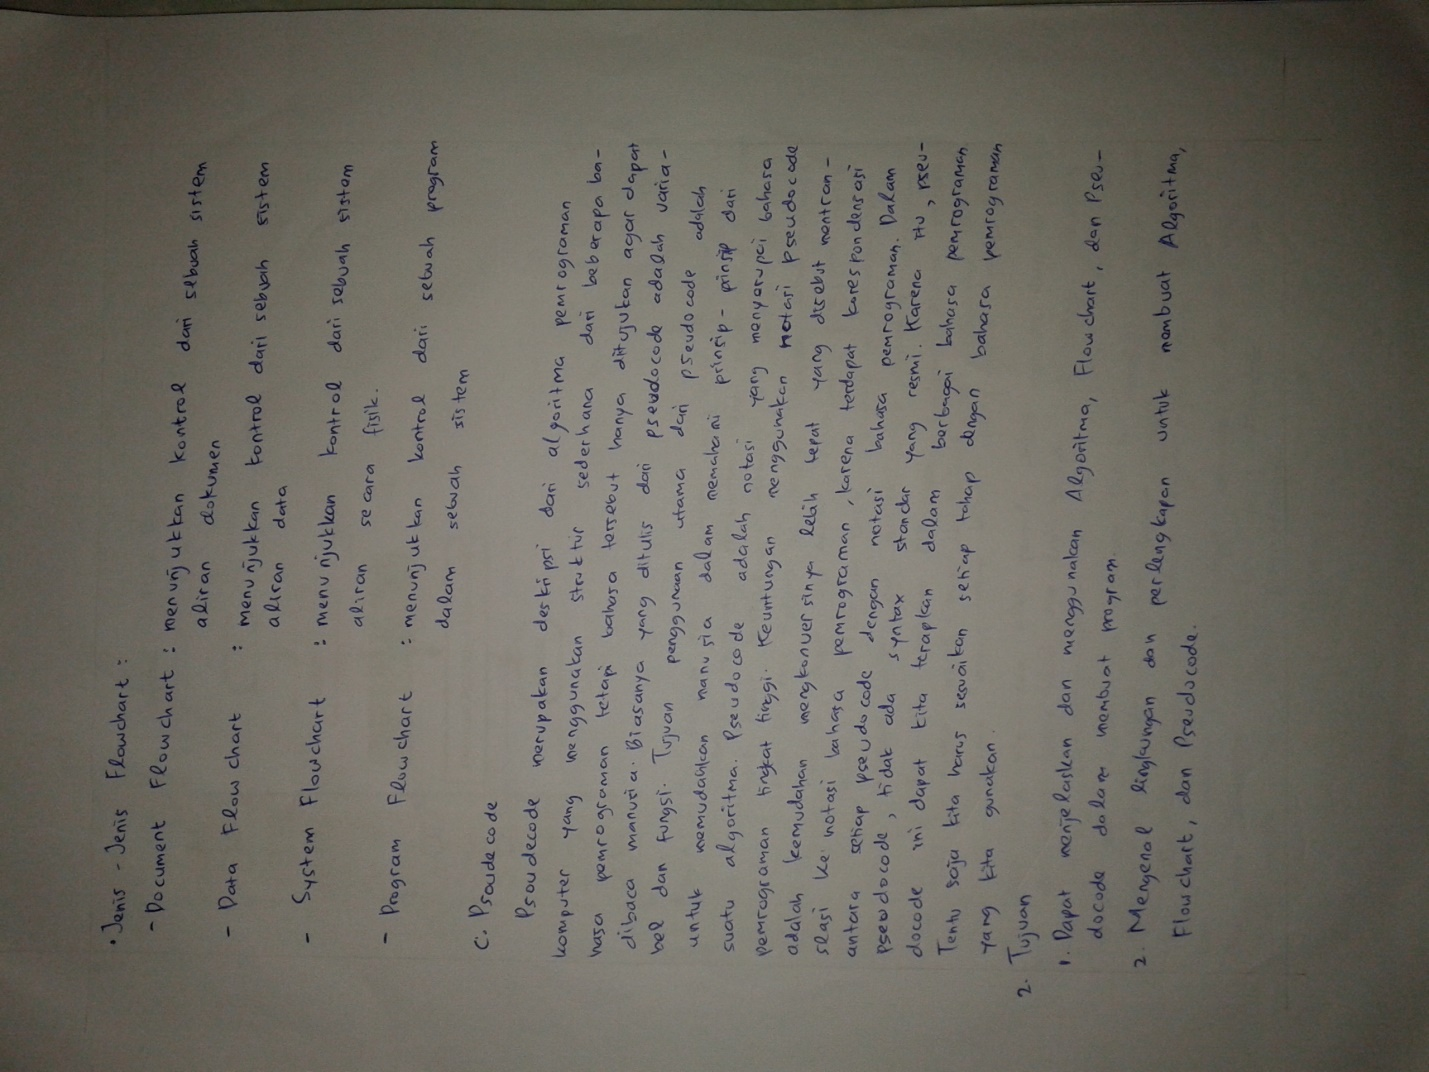 • Jenis - Jenis Flowchart :
- Document Flowchart : menunjukan kontrol dari sebuah sistem
aliran dokumen
- Data Flowchart : menunjukkan kontrol dari sebuah sistem
aliran data
- System Flowchart : menunjukkan kontrol dari sebuah sistem
aliran secara fisik.
- Program Flowchart : menunjukan kontrol dari sebuah program
dalam sebuah sistem
C. Psoudecode
Psoudecode merupakan deskripsi dari algoritma pemrograman
komputer yang menggunakan struktur sederhana dari beberapa ba-
hasa pemrograman tetapi bahasa tersebut hanya ditujukan agar dapat
dibaca manusia. Biasanya yang ditulis dari pseudocode adalah varia-
bel dan fungsi. Tujuan penggunaan utama dari pseudocode adalah
untuk memudahkan manusia dalam memahami prinsip - prinsip dari
suatu algoritma. Pseudocode adalah notasi yang menyerupai bahasa
pemrograman tingkat tinggi. Keuntungan menggunakan notasi pseudocode
adalah kemudahan mengkonversinya lebih tepat yang disebut mentran-
slasi ke notasi bahasa pemrograman, karena terdapat korespondensasi
antara setiap pseudocode dengan notasi bahasa pemrograman. Dalam
pseudocode, tidak ada syntax standar yang resmi. Karena itu, pseu-
docode ini dapat kita terapkan dalam berbagai bahasa pemrograman
Tentu saja kita harus sesuaikan setiap tahap dengan bahasa pemrograman
yang kita gunakan.
2. Tujuan
1. Dapat menjelaskan dan menggunakan Algoritma, Flowchart, dan Pseu-
docode dalam membuat program.
2. Mengenal lingkungan dan perlengkapan untuk membuat Algoritma,
Flowchart, dan Pseudocode.